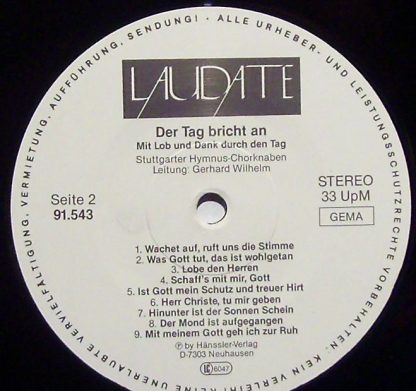 LAUDATE
Der Tag bricht an
Mit Lob und Dank durch den Tag
Stuttgarter Hymnus-Chorknaben
Leitung: Gerhard Wilhelm
Seite 2
91.543
STEREO
33 UpM
GEMA
1. Wachet auf, ruft uns die Stimme
2. Was Gott tut, das ist wohlgetan
3. Lobe den Herren
4. Schaff's mit mir, Gott
5. Ist Gott mein Schutz und treuer Hirt
6. Herr Christe, tu mir geben
7. Hinunter ist der Sonnen Schein
8. Der Mond ist aufgegangen
9. Mit meinem Gott geh ich zur Ruh
℗ by Hänssler-Verlag
D-7303 Neuhausen
LC 6047
ALLE URHEBER- UND LEISTUNGSSCHUTZRECHTE VORBEHALTEN· KEIN VERLEIH! KEINE UNERLAUBTE VERVIELFÄLTIGUNG, VERMIETUNG, AUFFÜHRUNG, SENDUNG! ·